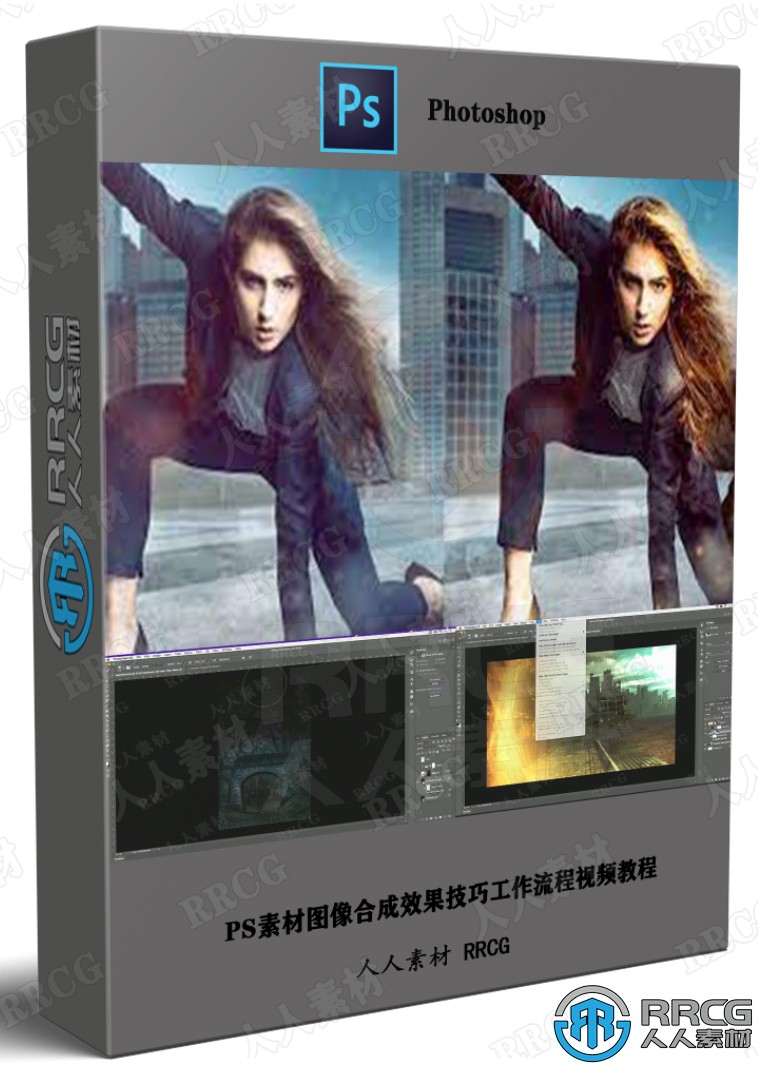 Ps
Photoshop
RRCG
人人素材
PS素材图像合成效果技巧工作流程视频教程
人人素材 RRCG
RRCG
人人素材